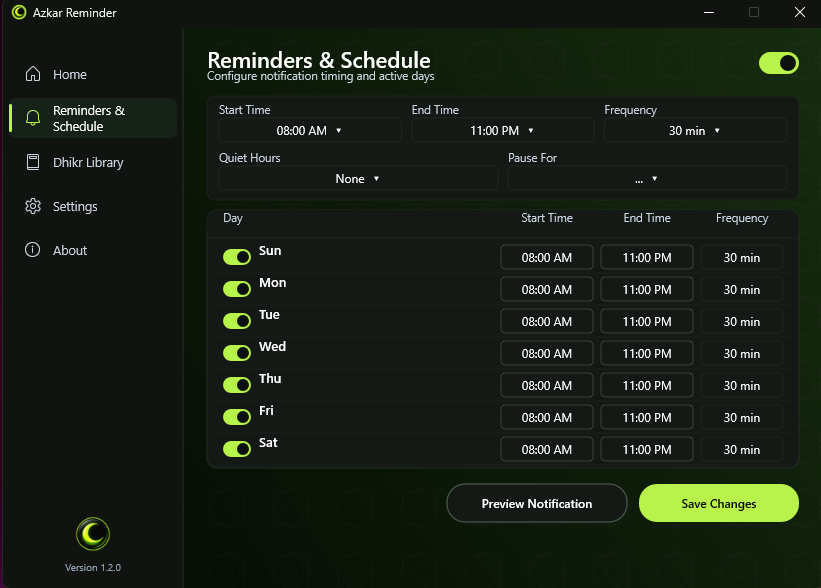 Azkar Reminder
Home
Reminders &
Schedule
Dhikr Library
Settings
About
Version 1.2.0
Reminders & Schedule
Configure notification timing and active days
Start Time End Time Frequency
08:00 AM 11:00 PM 30 min
Quiet Hours Pause For
None ...
Day Start Time End Time Frequency
Sun 08:00 AM 11:00 PM 30 min
Mon 08:00 AM 11:00 PM 30 min
Tue 08:00 AM 11:00 PM 30 min
Wed 08:00 AM 11:00 PM 30 min
Thu 08:00 AM 11:00 PM 30 min
Fri 08:00 AM 11:00 PM 30 min
Sat 08:00 AM 11:00 PM 30 min
Preview Notification Save Changes